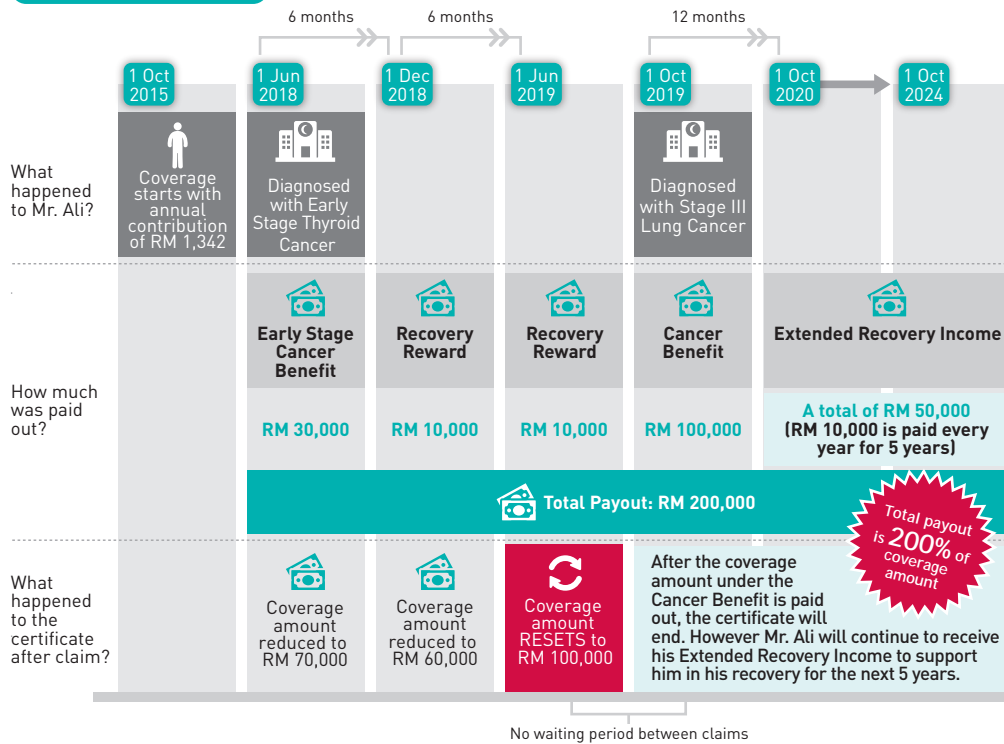 6 months
6 months
12 months
1 Oct
2015
1 Jun
2018
1 Dec
2018
1 Jun
2019
1 Oct
2019
1 Oct
2020
1 Oct
2024
What
happened
to Mr. Ali?
Coverage
starts with
annual
contribution
of RM 1,342
Diagnosed
with Early
Stage Thyroid
Cancer
Diagnosed
with Stage III
Lung Cancer
How much
was paid
out?
Early Stage
Cancer
Benefit
Recovery
Reward
Recovery
Reward
Cancer
Benefit
Extended Recovery Income
RM 30,000
RM 10,000
RM 10,000
RM 100,000
A total of RM 50,000
(RM 10,000 is paid every
year for 5 years)
Total Payout: RM 200,000
Total payout
is 200% of
coverage
amount
What
happened
to the
certificate
after claim?
Coverage
amount
reduced to
RM 70,000
Coverage
amount
reduced to
RM 60,000
Coverage
amount
RESETS to
RM 100,000
After the coverage
amount under the
Cancer Benefit is paid
out, the certificate will
end. However Mr. Ali will continue to receive
his Extended Recovery Income to support
him in his recovery for the next 5 years.
No waiting period between claims